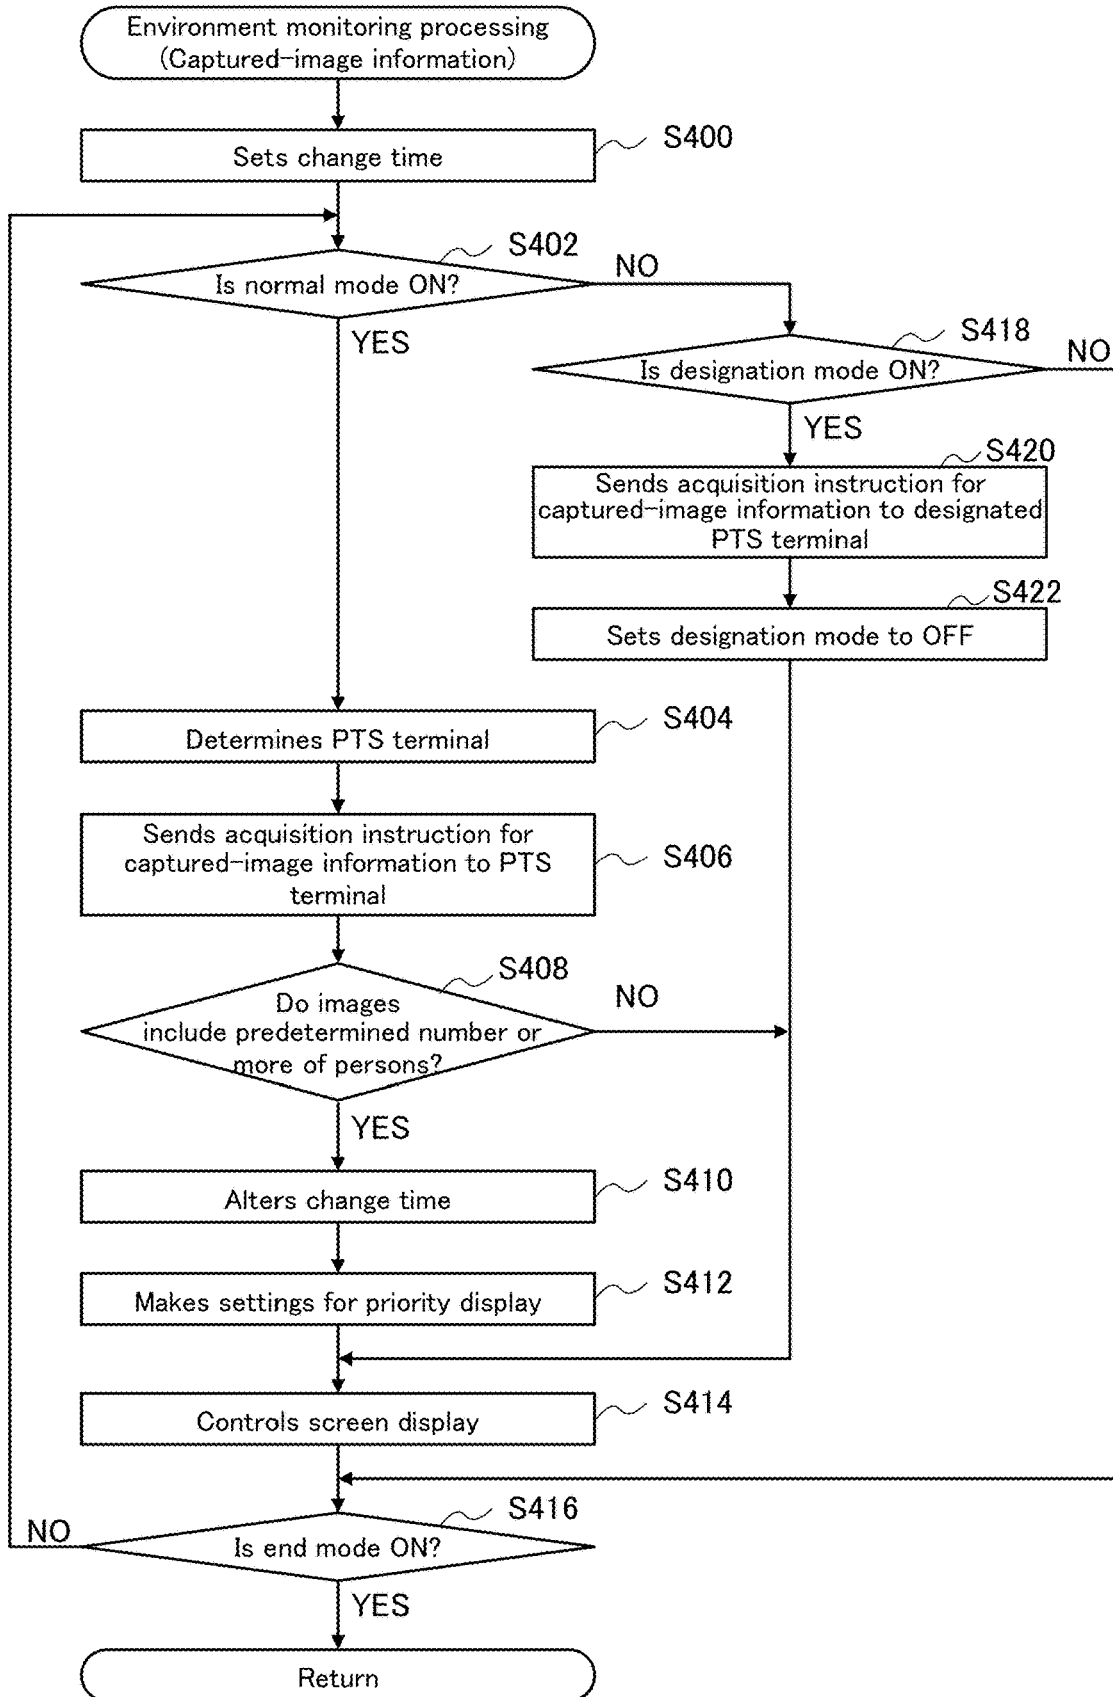 Environment monitoring processing
(Captured-image information)
S400
Sets change time
S402
Is normal mode ON?
NO
YES
S418
Is designation mode ON?
NO
YES
S420
Sends acquisition instruction for
captured-image information to designated
PTS terminal
S422
Sets designation mode to OFF
S404
Determines PTS terminal
Sends acquisition instruction for
captured-image information to PTS
terminal
S406
S408
Do images
include predetermined number or
more of persons?
NO
YES
S410
Alters change time
S412
Makes settings for priority display
S414
Controls screen display
S416
Is end mode ON?
NO
YES
Return